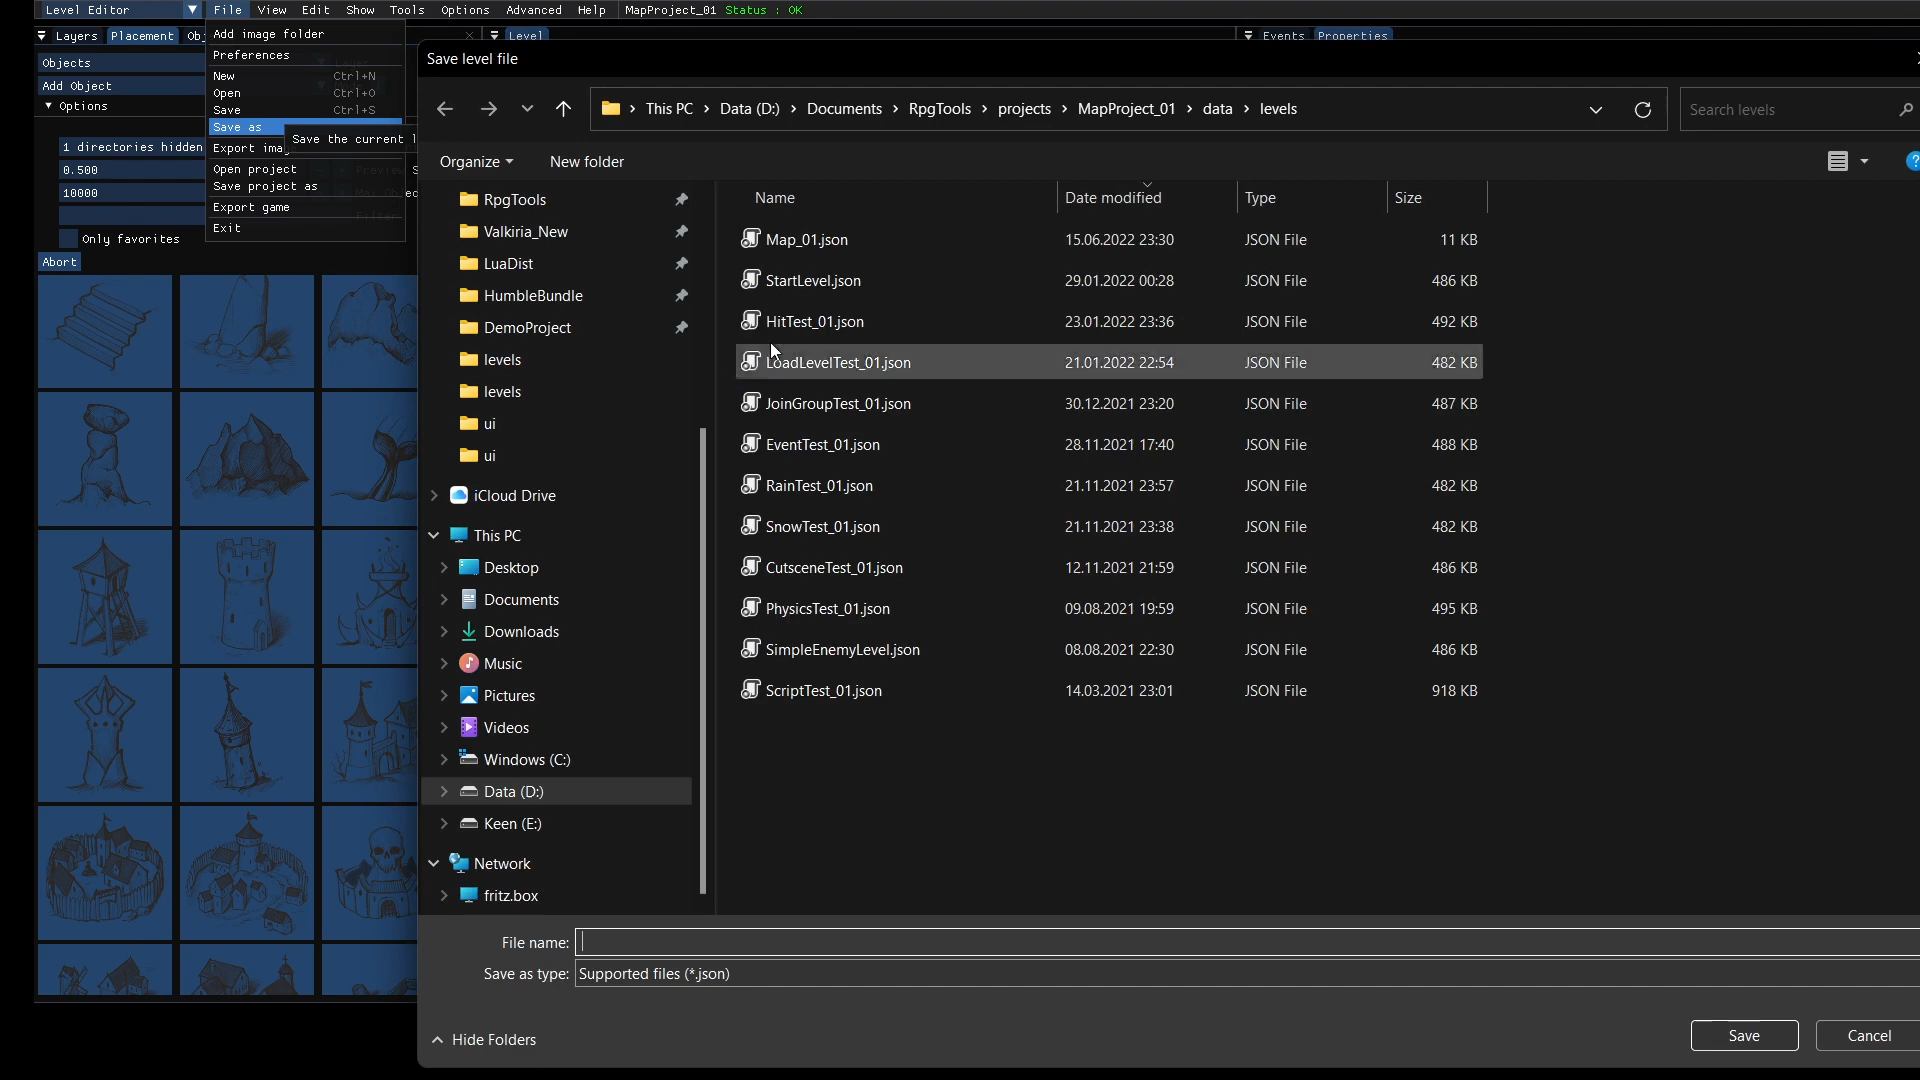 Level Editor File View Edit Show Tools Options Advanced Help MapProject_01 Status : OK
Layers Placement Obj Level Events Properties
Objects
Add Object
Options
1 directories hidden
0.500
10000
Only favorites
Abort
Add image folder
Preferences
New Ctrl+N
Open Ctrl+O
Save Ctrl+S
Save as
Save the current l
Export imag
Open project
Save project as
Export game
Exit
Save level file
This PC Data (D:) Documents RpgTools projects MapProject_01 data levels
Search levels
Organize New folder
RpgTools
Valkiria_New
LuaDist
HumbleBundle
DemoProject
levels
levels
ui
ui
iCloud Drive
This PC
Desktop
Documents
Downloads
Music
Pictures
Videos
Windows (C:)
Data (D:)
Keen (E:)
Network
fritz.box
Name Date modified Type Size
Map_01.json 15.06.2022 23:30 JSON File 11 KB
StartLevel.json 29.01.2022 00:28 JSON File 486 KB
HitTest_01.json 23.01.2022 23:36 JSON File 492 KB
LoadLevelTest_01.json 21.01.2022 22:54 JSON File 482 KB
JoinGroupTest_01.json 30.12.2021 23:20 JSON File 487 KB
EventTest_01.json 28.11.2021 17:40 JSON File 488 KB
RainTest_01.json 21.11.2021 23:57 JSON File 482 KB
SnowTest_01.json 21.11.2021 23:38 JSON File 482 KB
CutsceneTest_01.json 12.11.2021 21:59 JSON File 486 KB
PhysicsTest_01.json 09.08.2021 19:59 JSON File 495 KB
SimpleEnemyLevel.json 08.08.2021 22:30 JSON File 486 KB
ScriptTest_01.json 14.03.2021 23:01 JSON File 918 KB
File name:
Save as type: Supported files (*.json)
Hide Folders
Save Cancel